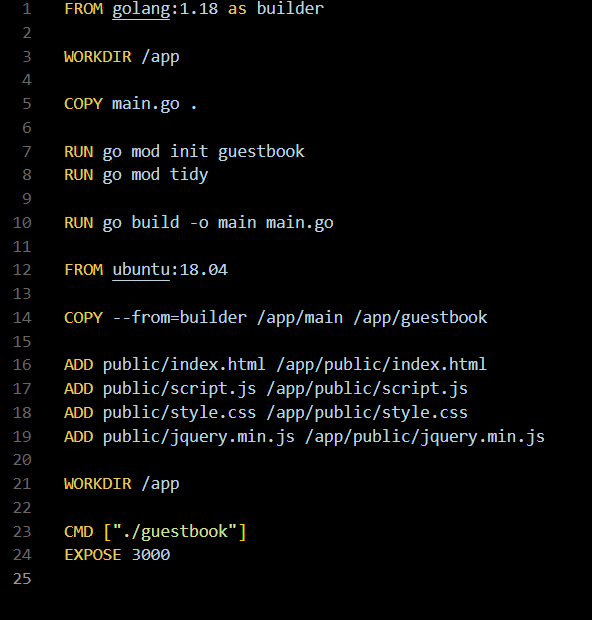 1 FROM golang:1.18 as builder
2
3 WORKDIR /app
4
5 COPY main.go .
6
7 RUN go mod init guestbook
8 RUN go mod tidy
9
10 RUN go build -o main main.go
11
12 FROM ubuntu:18.04
13
14 COPY --from=builder /app/main /app/guestbook
15
16 ADD public/index.html /app/public/index.html
17 ADD public/script.js /app/public/script.js
18 ADD public/style.css /app/public/style.css
19 ADD public/jquery.min.js /app/public/jquery.min.js
20
21 WORKDIR /app
22
23 CMD ["./guestbook"]
24 EXPOSE 3000
25